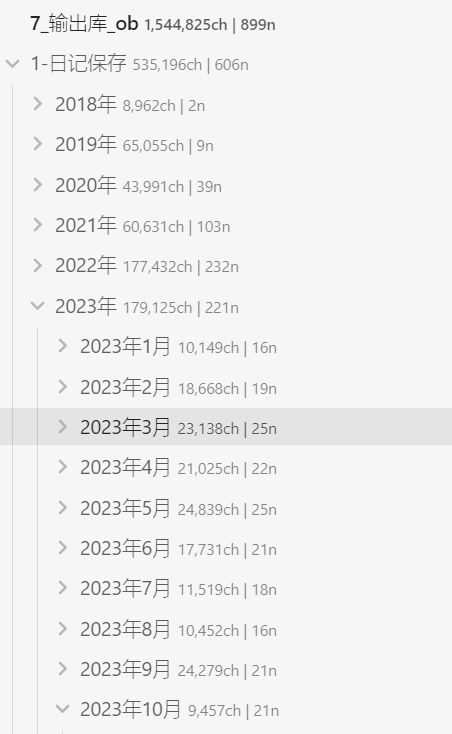 7_输出库_ob 1,544,825ch | 899n
1-日记保存 535,196ch | 606n
2018年 8,962ch | 2n
2019年 65,055ch | 9n
2020年 43,991ch | 39n
2021年 60,631ch | 103n
2022年 177,432ch | 232n
2023年 179,125ch | 221n
2023年1月 10,149ch | 16n
2023年2月 18,668ch | 19n
2023年3月 23,138ch | 25n
2023年4月 21,025ch | 22n
2023年5月 24,839ch | 25n
2023年6月 17,731ch | 21n
2023年7月 11,519ch | 18n
2023年8月 10,452ch | 16n
2023年9月 24,279ch | 21n
2023年10月 9,457ch | 21n